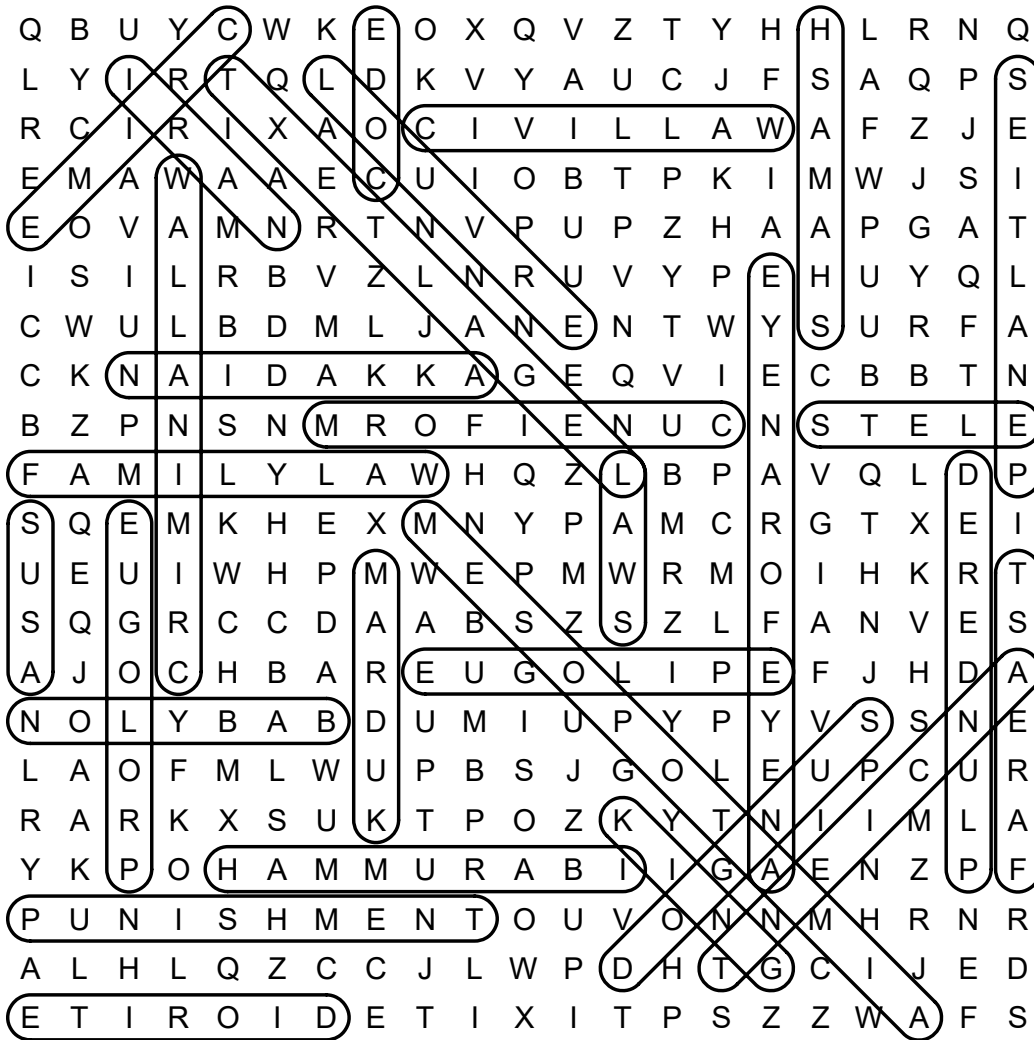 Q B U Y C W K E O X Q V Z T Y H H L R N Q
L Y I R T Q L D K V Y A U C J F S A Q P S
R C I R I X A O C I V I L L A W A F Z J E
E M A W A A E C U I O B T P K I M W J S I
E O V A M N R T N V P U P Z H A A P G A T
I S I L R B V Z L N R U V Y P E H U Y Q L
C W U L B D M L J A N E N T W Y S U R F A
C K N A I D A K K A G E Q V I E C B B T N
B Z P N S N M R O F I E N U C N S T E L E
F A M I L Y L A W H Q Z L B P A V Q L D P
S Q E M K H E X M N Y P A M C R G T X E I
U E U I W H P M W E P M W R M O I H K R T
S Q G R C C D A A B S Z S Z L F A N V E S
A J O C H B A R E U G O L I P E F J H D A
N O L Y B A B D U M I U P Y P Y V S S N E
L A O F M L W U P B S J G O L E U P C U R
R A R K X S U K T P O Z K Y T N I I M L A
Y K P O H A M M U R A B I I G A E N Z P F
P U N I S H M E N T O U V O N N M H R N R
A L H L Q Z C C J L W P D H T G C I J E D
E T I R O I D E T I X I T P S Z Z W A F S